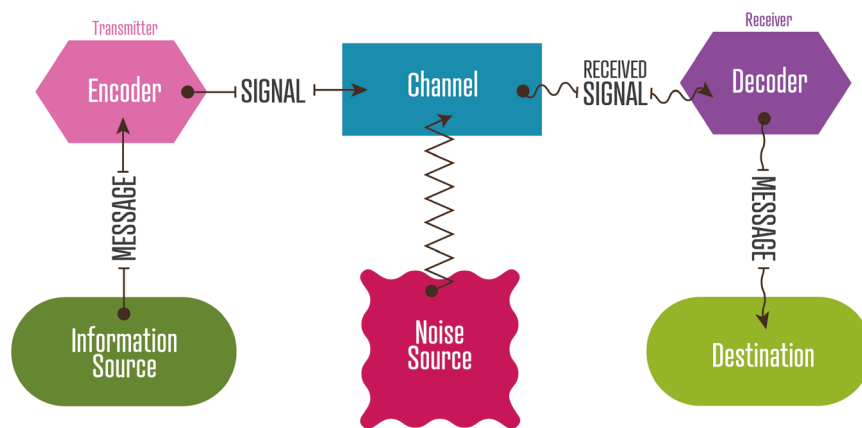 Transmitter
Encoder
SIGNAL
Channel
RECEIVED
SIGNAL
Receiver
Decoder
MESSAGE
MESSAGE
Information
Source
Noise
Source
Destination